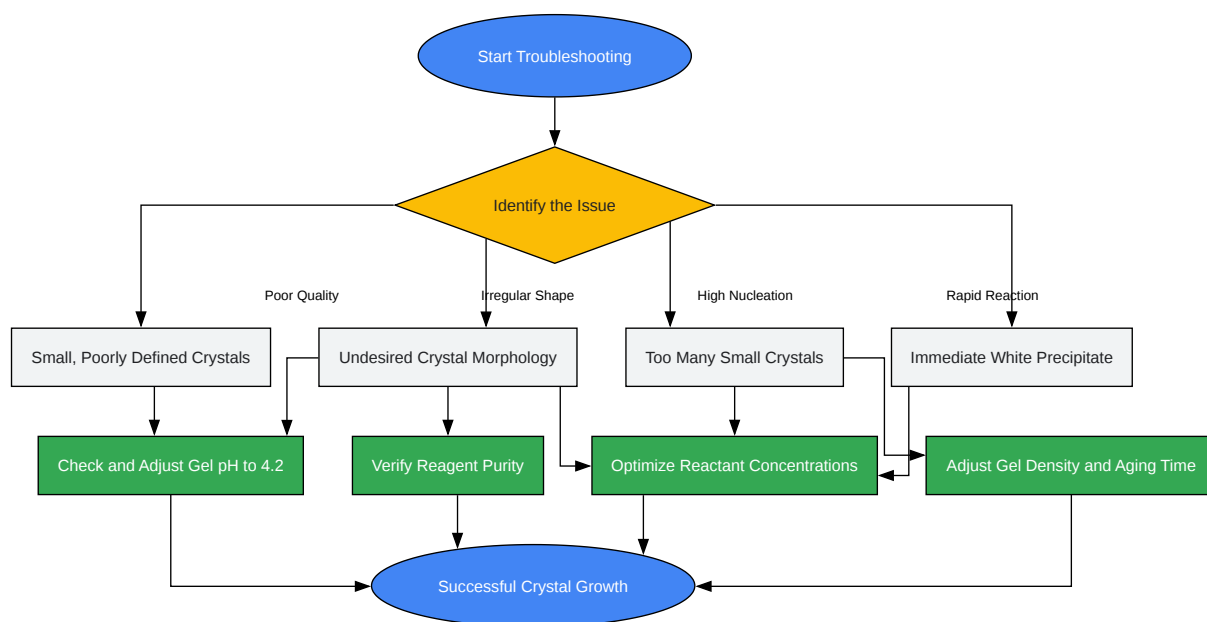 Start Troubleshooting
Identify the Issue
Poor Quality
Irregular Shape
High Nucleation
Rapid Reaction
Small, Poorly Defined Crystals
Undesired Crystal Morphology
Too Many Small Crystals
Immediate White Precipitate
Check and Adjust Gel pH to 4.2
Verify Reagent Purity
Optimize Reactant Concentrations
Adjust Gel Density and Aging Time
Successful Crystal Growth